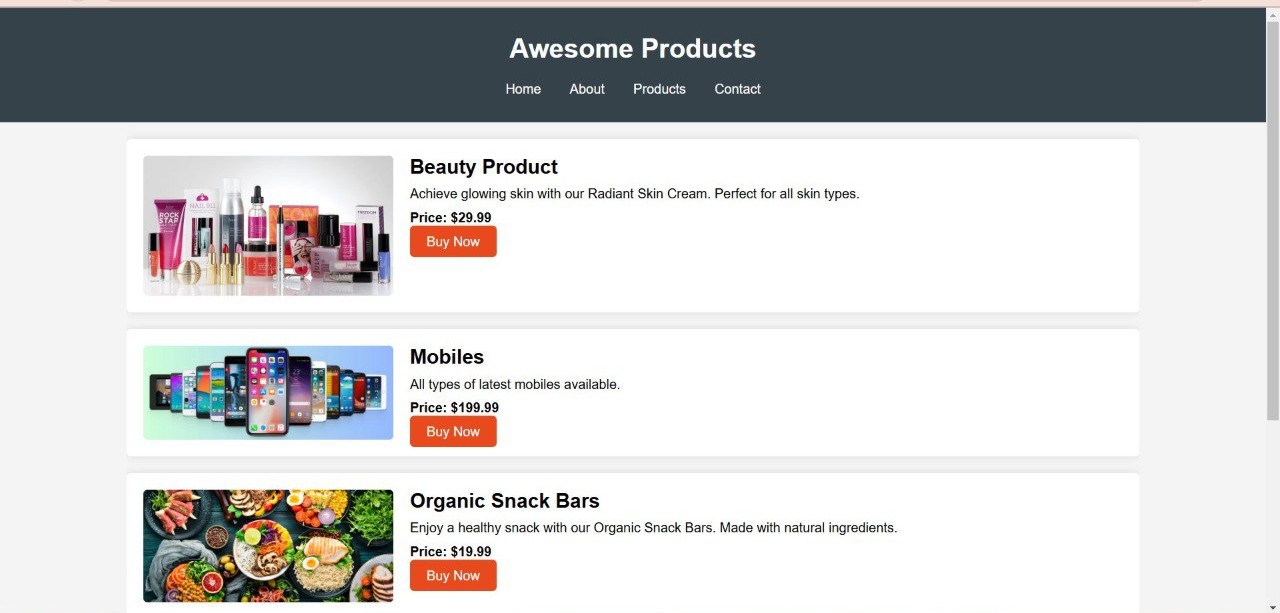 Awesome Products
Home About Products Contact
Beauty Product
Achieve glowing skin with our Radiant Skin Cream. Perfect for all skin types.
Price: $29.99
Buy Now
ROCK
STAR
Mobiles
All types of latest mobiles available.
Price: $199.99
Buy Now
Organic Snack Bars
Enjoy a healthy snack with our Organic Snack Bars. Made with natural ingredients.
Price: $19.99
Buy Now